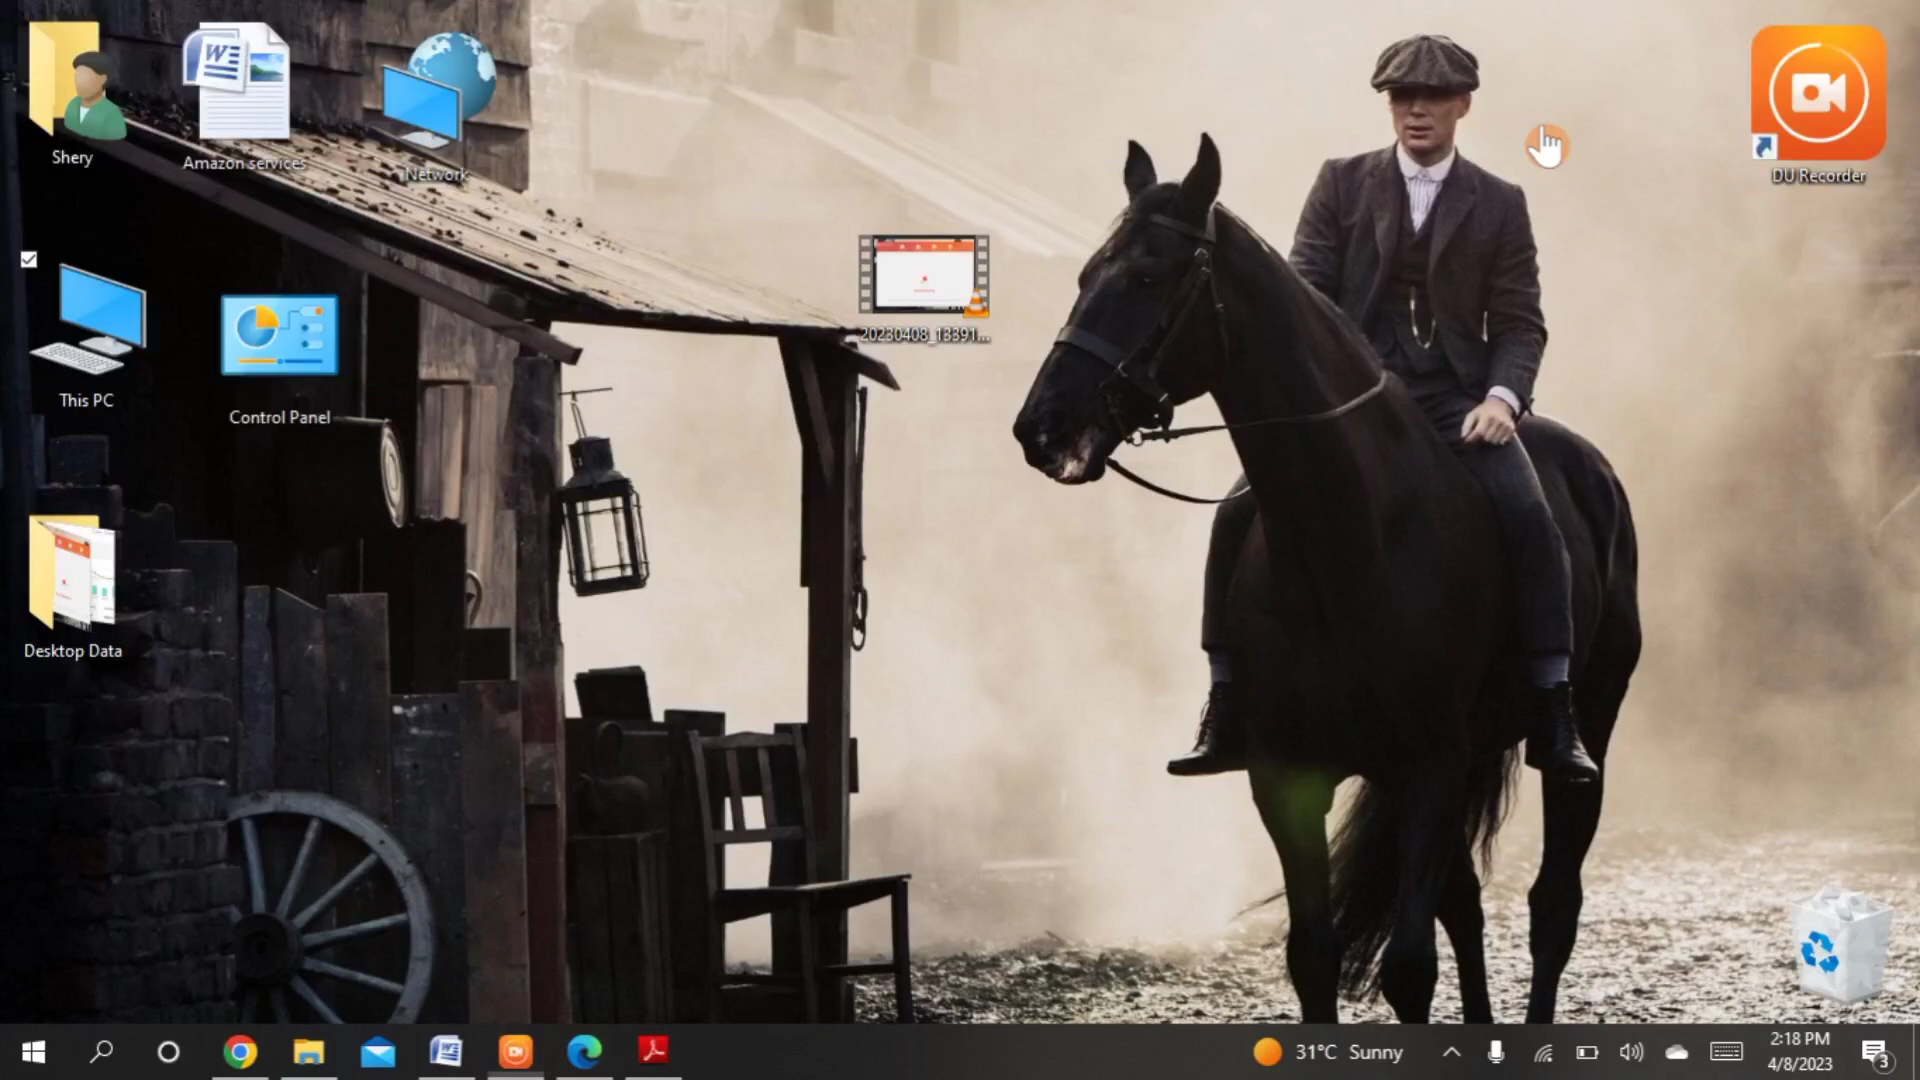 Shery
Amazon services
Network
DU Recorder
20230408_13391...
This PC
Control Panel
Desktop Data
31°C Sunny
2:18 PM
4/8/2023
3